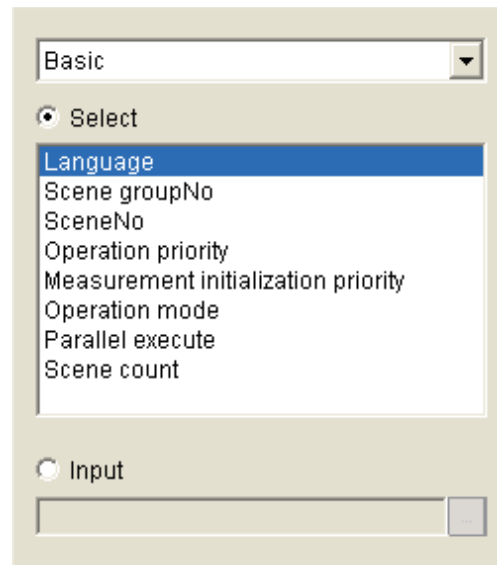 Basic
Select
Language
Scene groupNo
SceneNo
Operation priority
Measurement initialization priority
Operation mode
Parallel execute
Scene count
Input
...